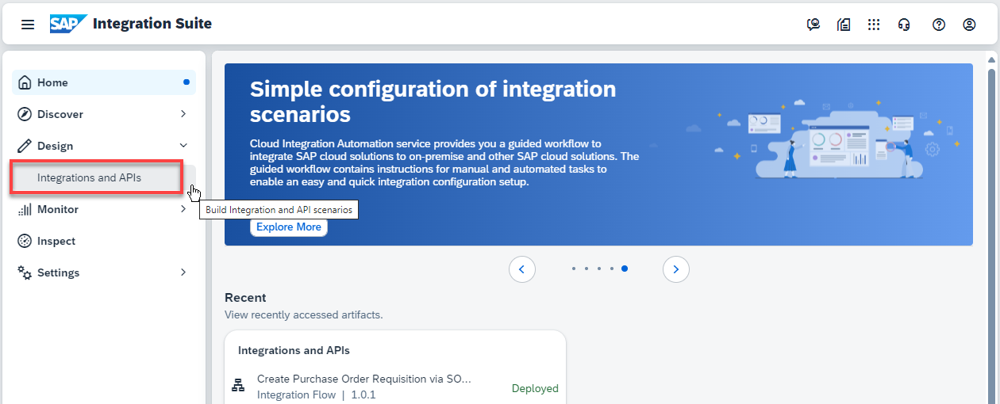 SAP Integration Suite
Home
Discover
Design
Integrations and APIs
Monitor
Inspect
Settings
Build Integration and API scenarios
Simple configuration of integration
scenarios
Cloud Integration Automation service provides you a guided workflow to
integrate SAP cloud solutions to on-premise and other SAP cloud solutions. The
guided workflow contains instructions for manual and automated tasks to
enable an easy and quick integration configuration setup.
Explore More
Recent
View recently accessed artifacts.
Integrations and APIs
Create Purchase Order Requisition via SO...
Integration Flow | 1.0.1
Deployed